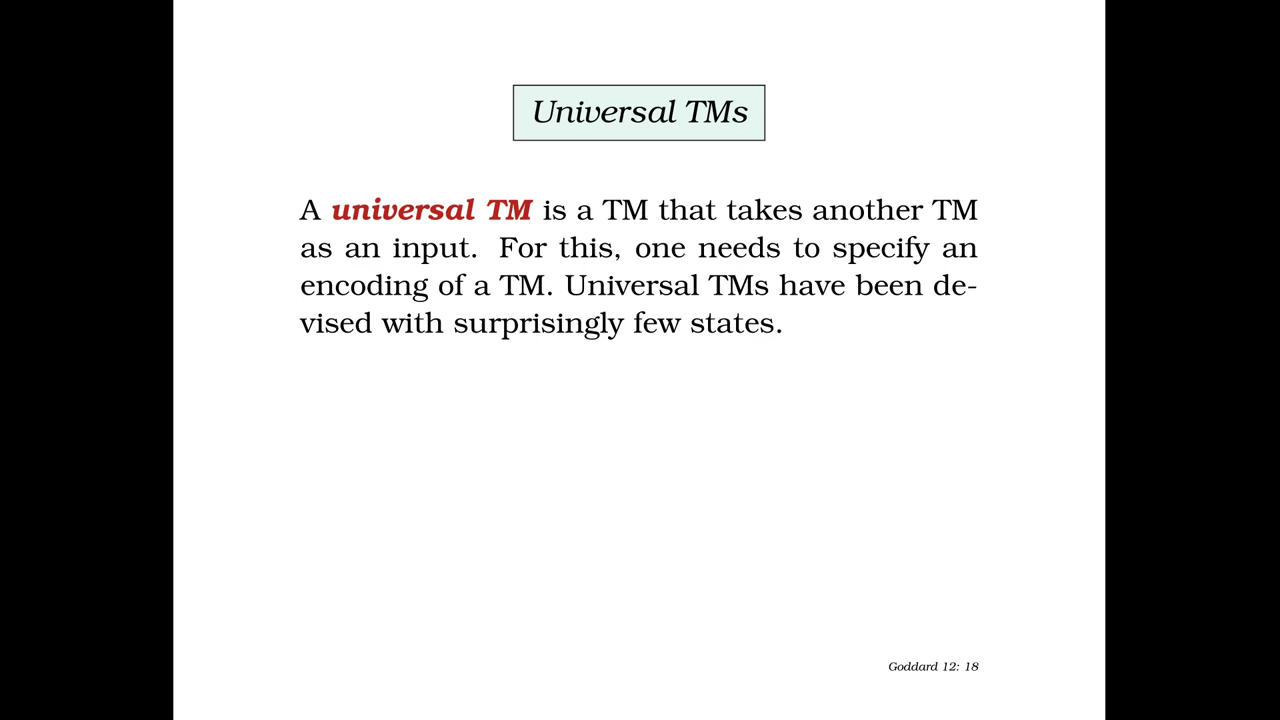 Universal TMs
A universal TM is a TM that takes another TM
as an input. For this, one needs to specify an
encoding of a TM. Universal TMs have been de-
vised with surprisingly few states.
Goddard 12: 18